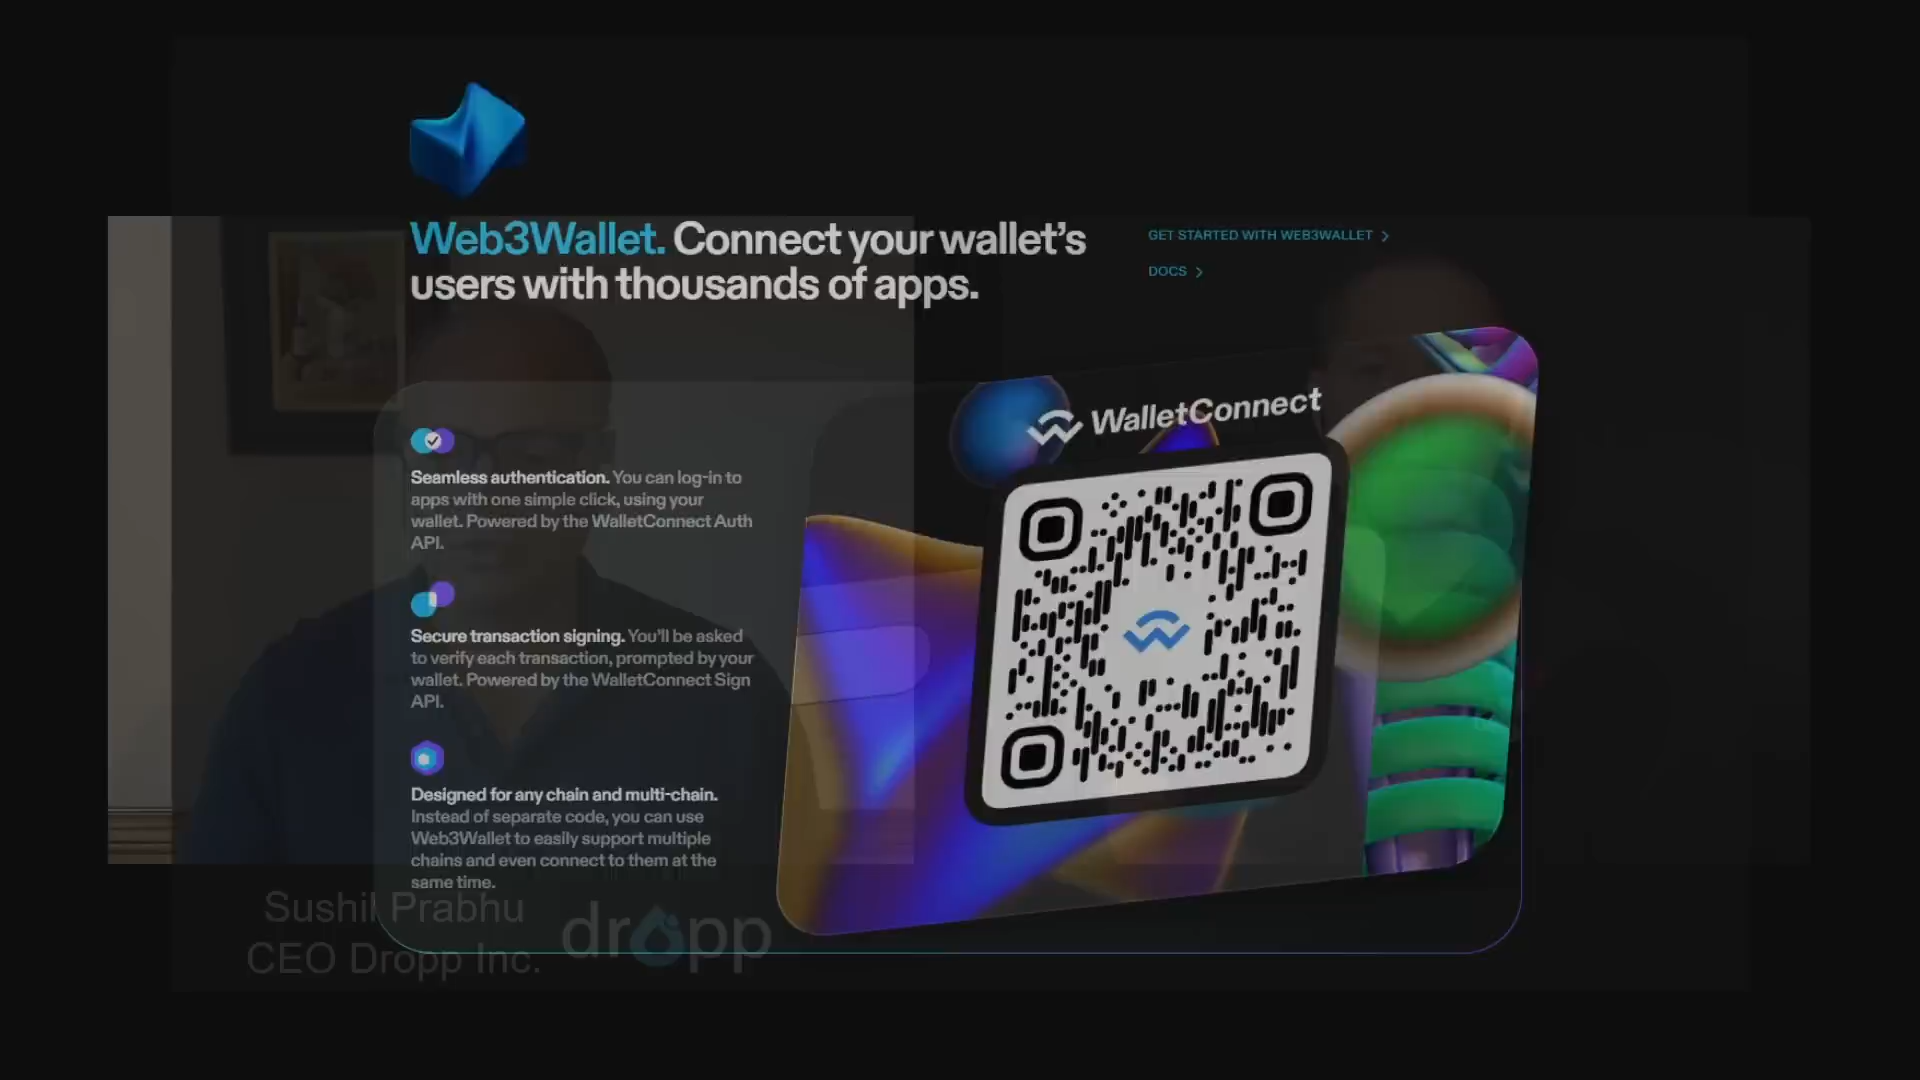 Web3Wallet. Connect your wallet's
users with thousands of apps.
GET STARTED WITH WEB3WALLET
DOCS
WalletConnect
Seamless authentication. You can log-in to
apps with one simple click, using your
wallet. Powered by the WalletConnect Auth
API.
Secure transaction signing. You'll be asked
to verify each transaction, prompted by your
wallet. Powered by the WalletConnect Sign
API.
Designed for any chain and multi-chain.
Instead of separate code, you can use
Web3Wallet to easily support multiple
chains and even connect to them at the
same time.
Sushil Prabhu
CEO Dropp Inc.
dropp